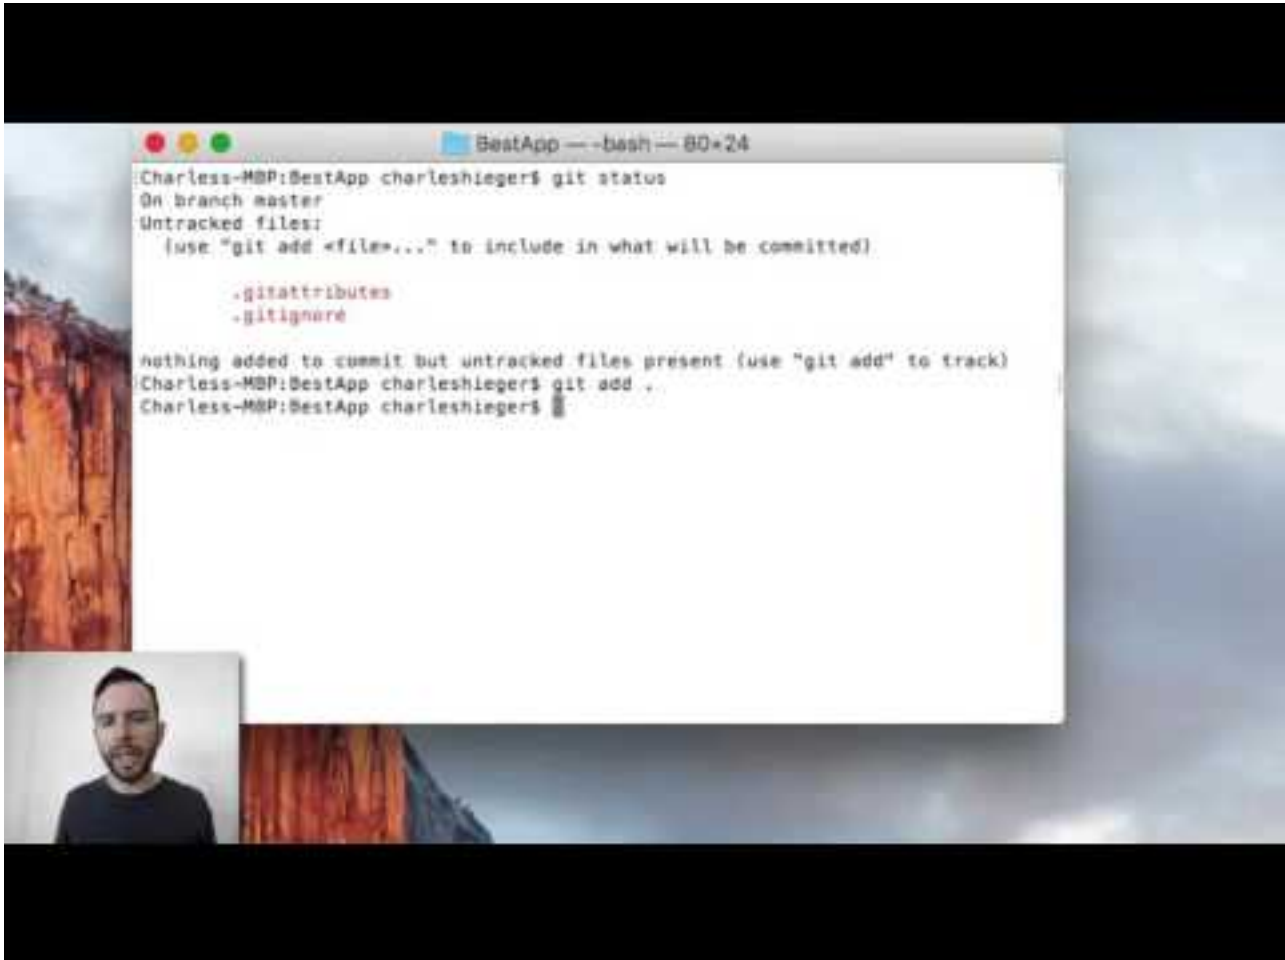 BestApp — -bash — 80×24
Charless-MBP:BestApp charleshieger$ git status
On branch master
Untracked files:
(use "git add <file>..." to include in what will be committed)
.gitattributes
.gitignore
nothing added to commit but untracked files present (use "git add" to track)
Charless-MBP:BestApp charleshieger$ git add .
Charless-MBP:BestApp charleshieger$